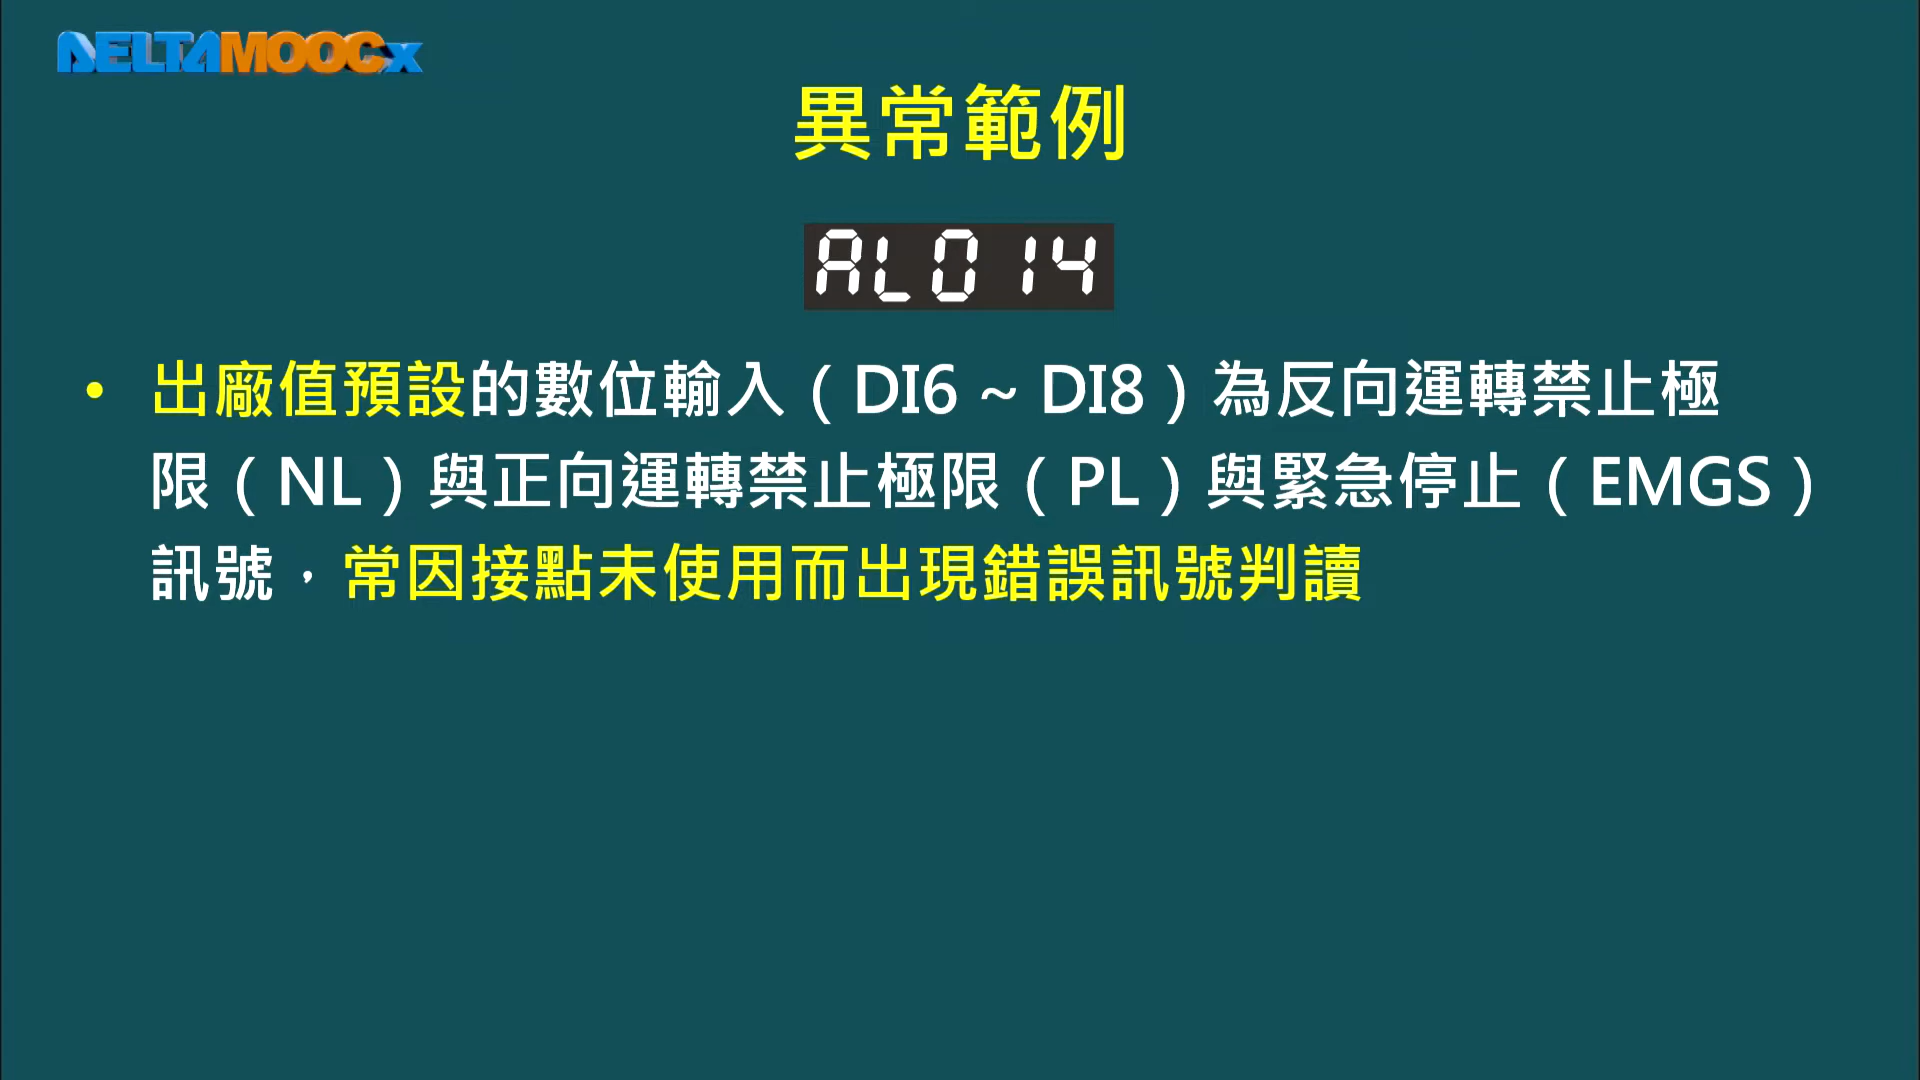 DELTAMOOCx
異常範例
AL014
• 出廠值預設的數位輸入（DI6 ~ DI8）為反向運轉禁止極
限（NL）與正向運轉禁止極限（PL）與緊急停止（EMGS）
訊號，常因接點未使用而出現錯誤訊號判讀